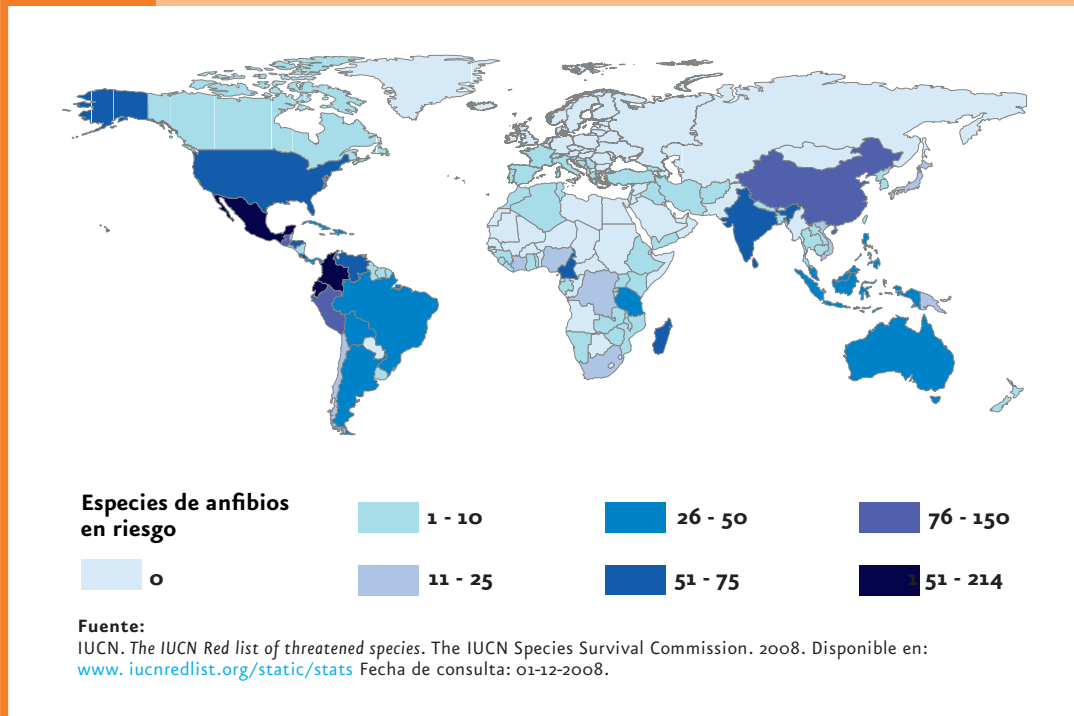 Especies de anfibios
en riesgo
0
1 - 10
11 - 25
26 - 50
51 - 75
76 - 150
151 - 214
Fuente:
IUCN. The IUCN Red list of threatened species. The IUCN Species Survival Commission. 2008. Disponible en:
www. iucnredlist.org/static/stats Fecha de consulta: 01-12-2008.